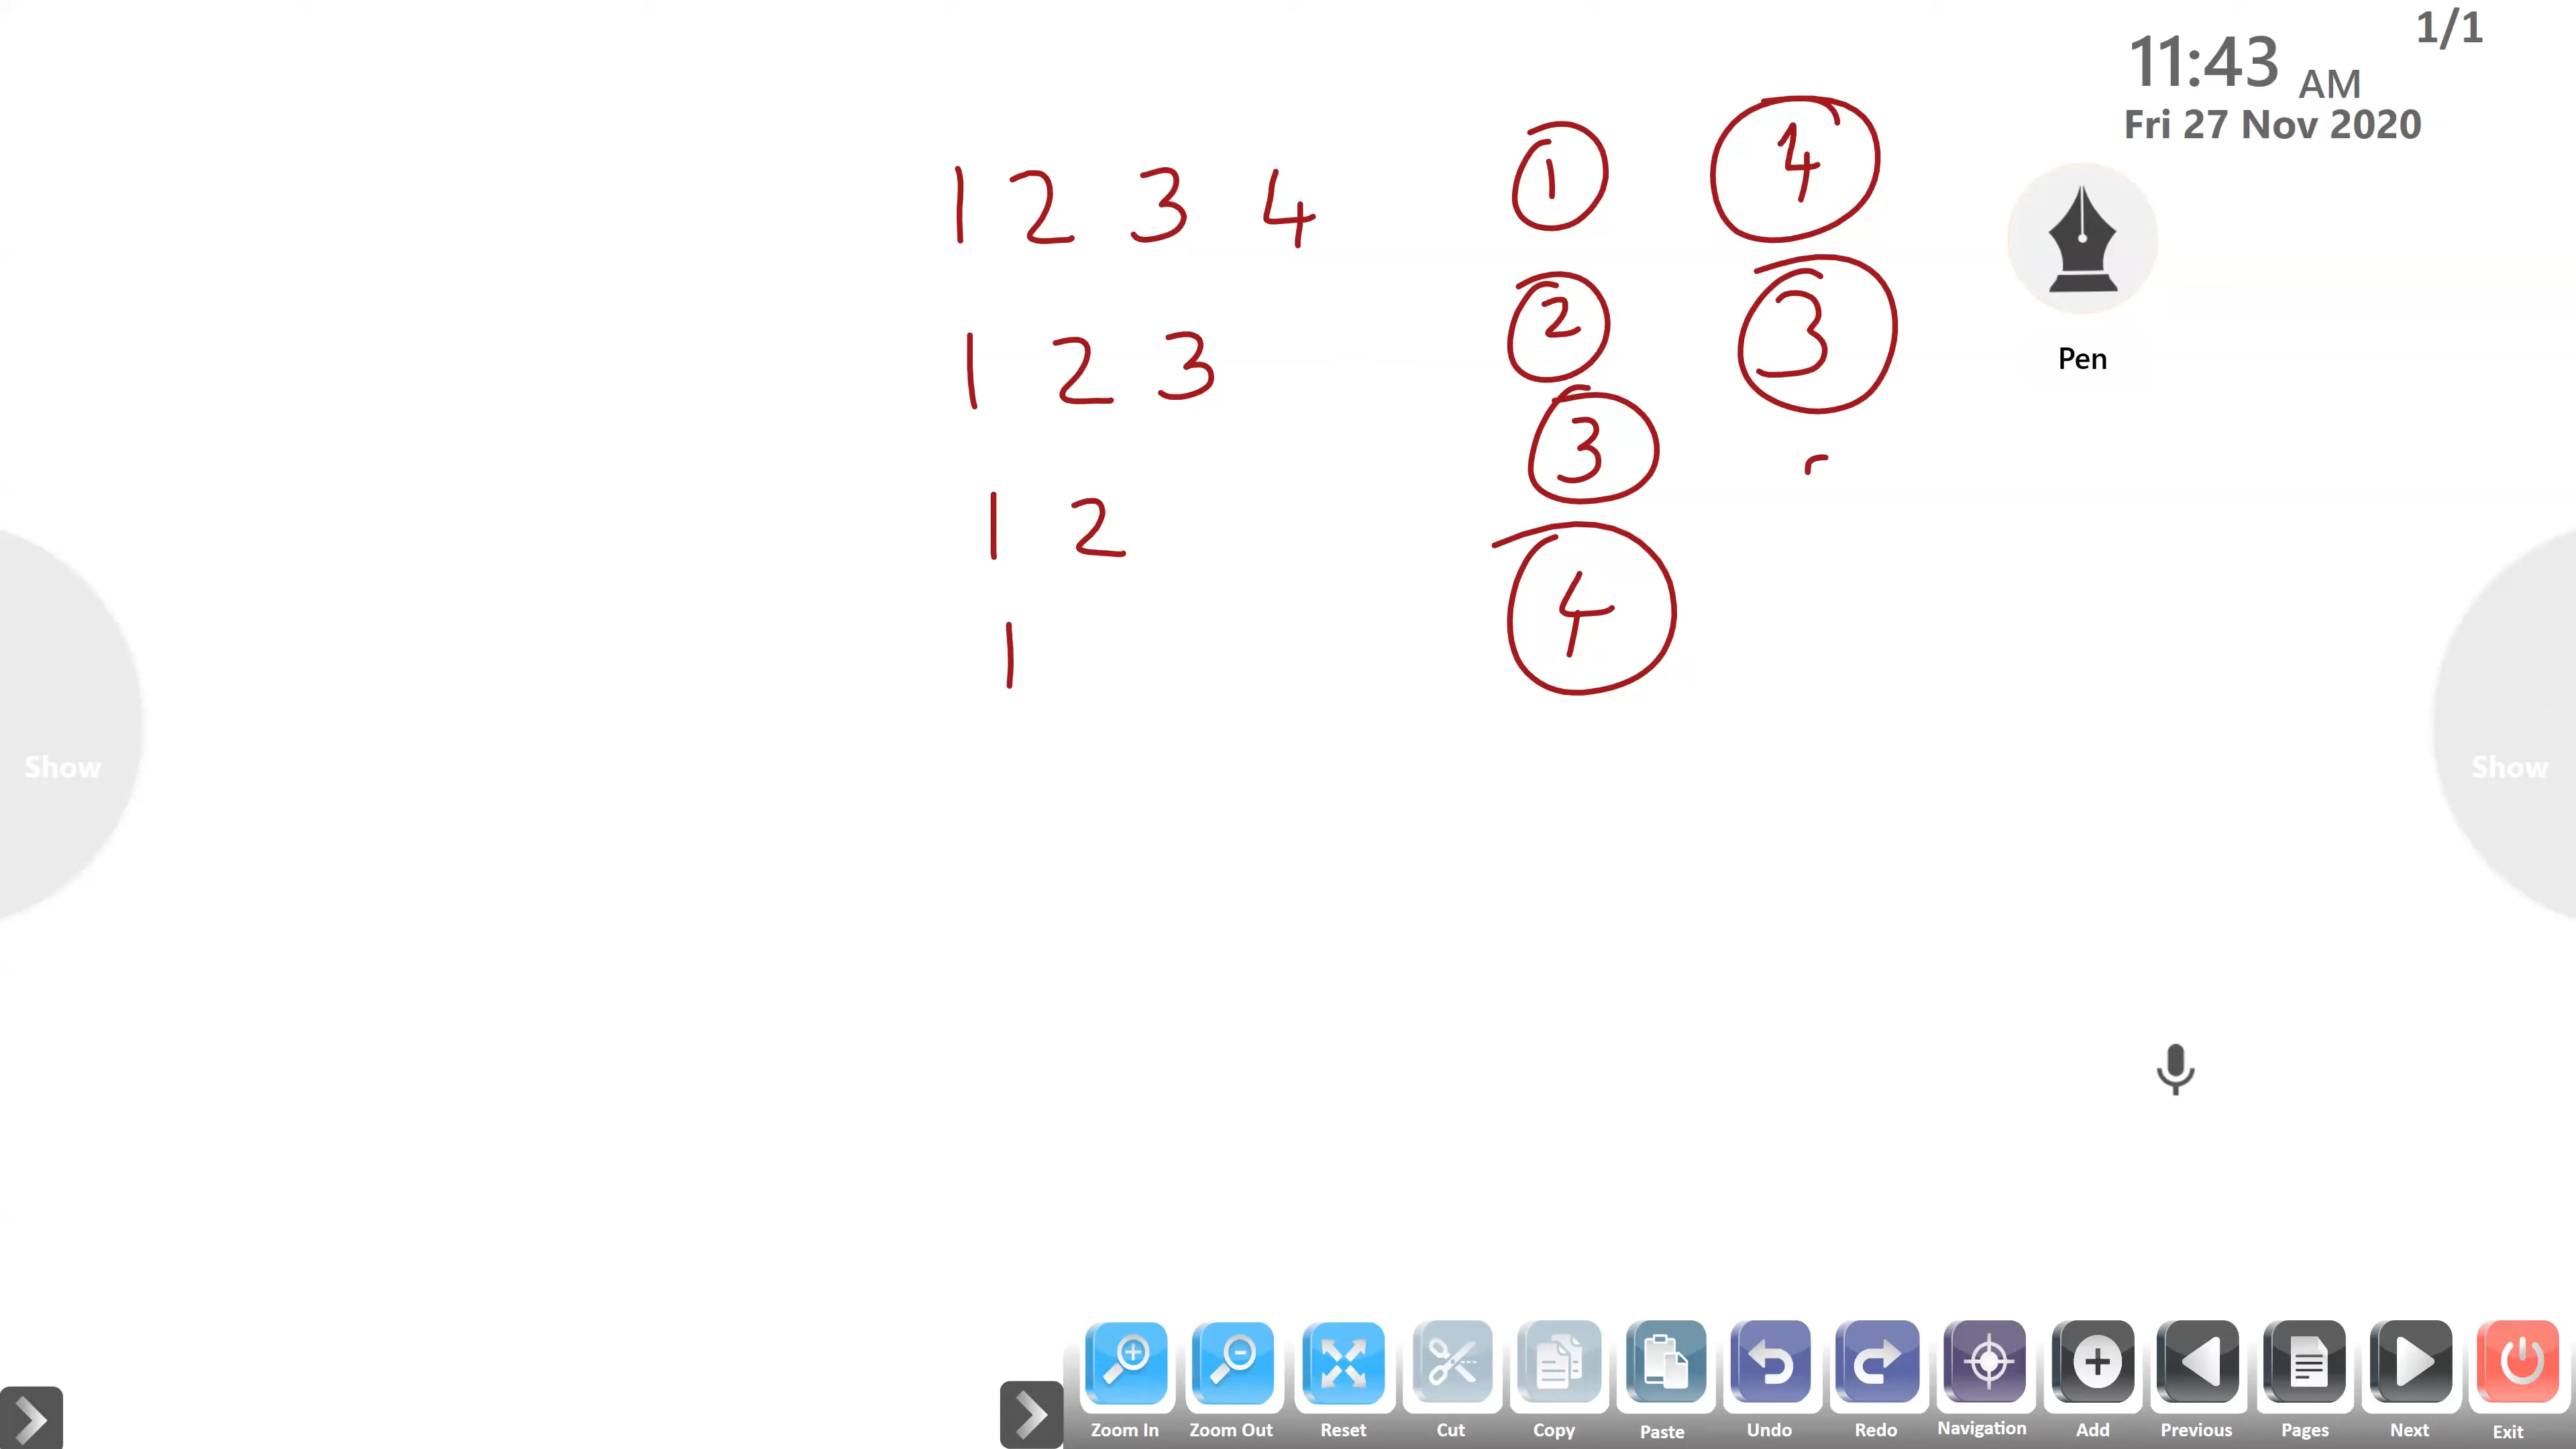 1/1
11:43 AM
Fri 27 Nov 2020
1 2 3 4 1 4
1 2 3 2 3
Pen
3
1 2
4
1
Show Show
Zoom In Zoom Out Reset Cut Copy Paste Undo Redo Navigation Add Previous Pages Next Exit